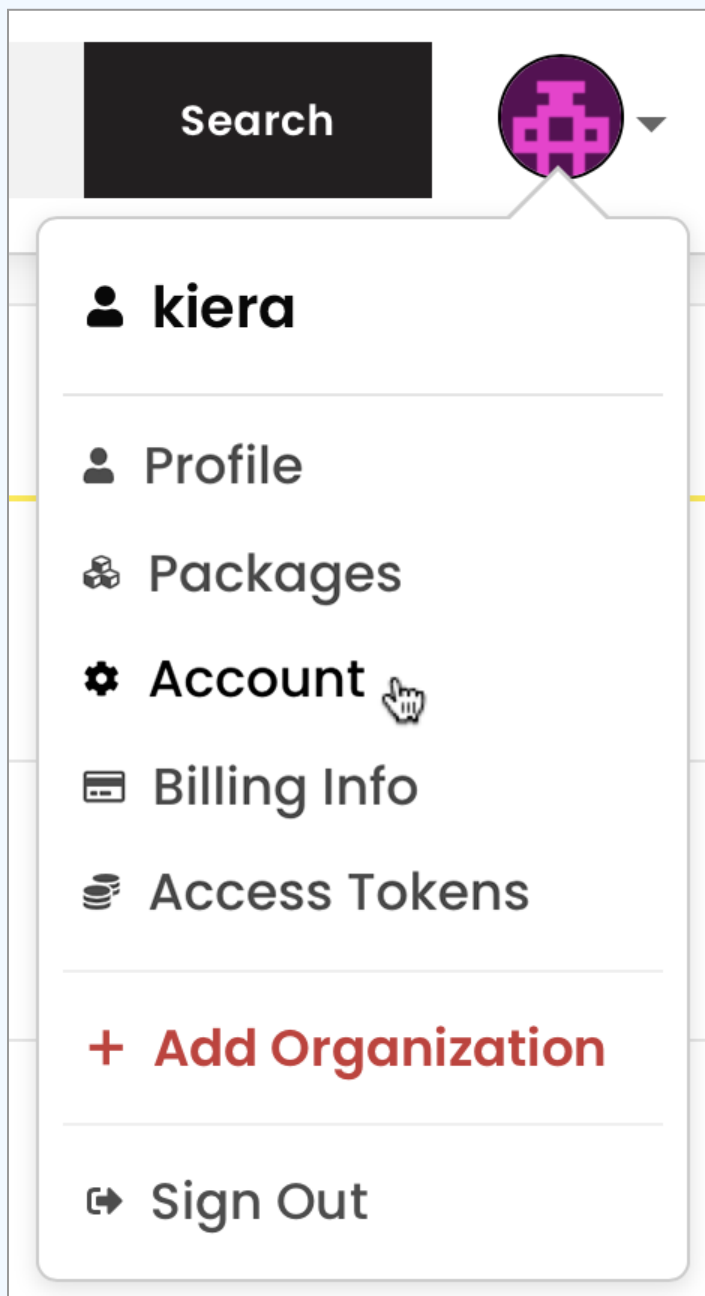 Search
kiera
Profile
Packages
Account
Billing Info
Access Tokens
+ Add Organization
Sign Out